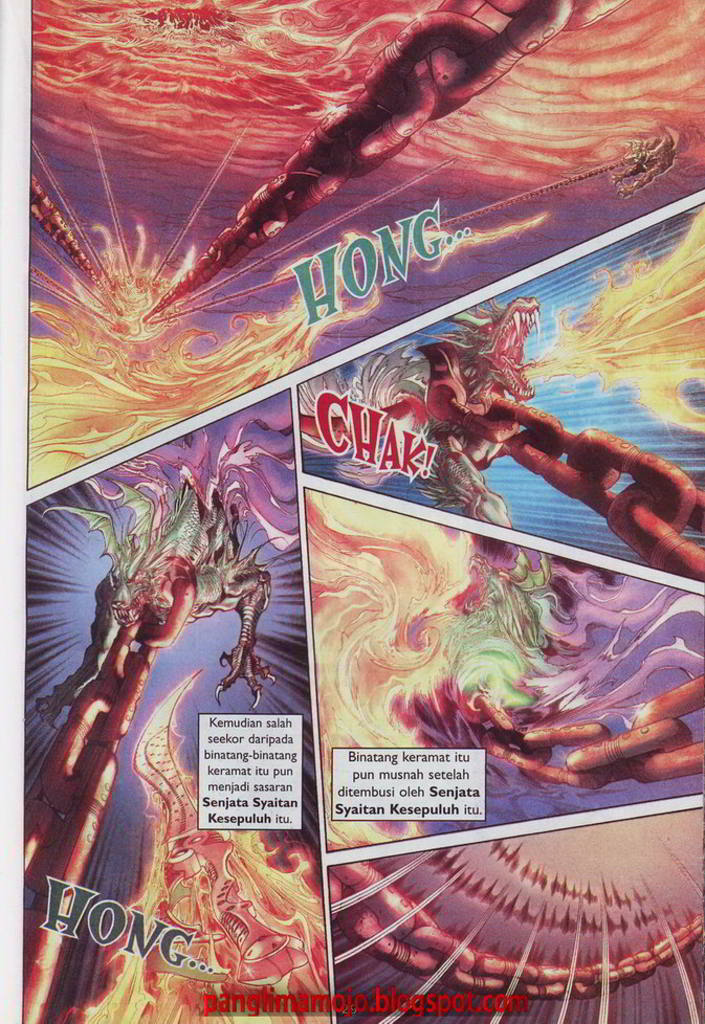 HONG...
CHAK!
Kemudian salah
seekor daripada
binatang-binatang
keramat itu pun
menjadi sasaran
Senjata Syaitan
Kesepuluh itu.
Binatang keramat itu
pun musnah setelah
ditembusi oleh Senjata
Syaitan Kesepuluh itu.
HONG...
panglimamojo.blogspot.com